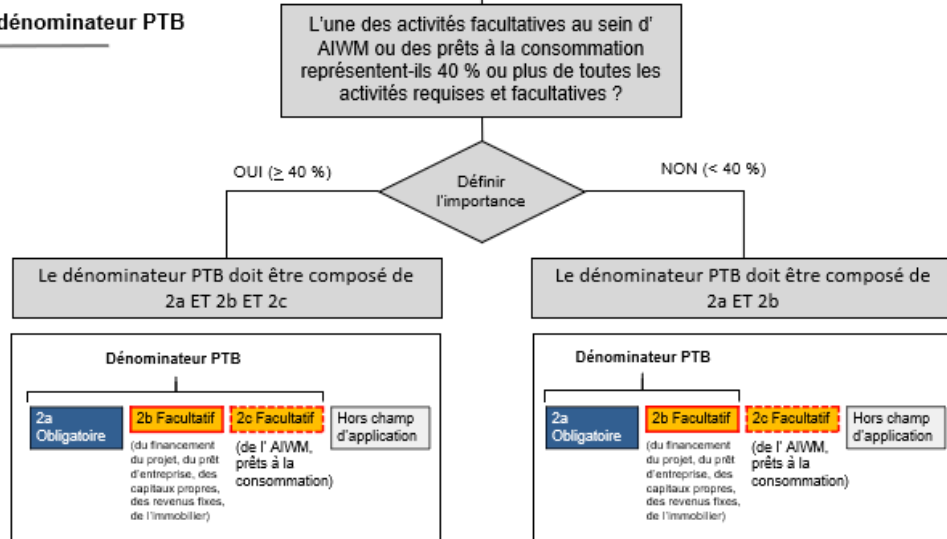 dénominateur PTB
L'une des activités facultatives au sein d'
AIWM ou des prêts à la consommation
représentent-ils 40 % ou plus de toutes les
activités requises et facultatives ?
OUI (≥ 40 %)
Définir
l'importance
NON (< 40 %)
Le dénominateur PTB doit être composé de
2a ET 2b ET 2c
Le dénominateur PTB doit être composé de
2a ET 2b
Dénominateur PTB
2a
Obligatoire
2b Facultatif
(du financement
du projet, du prêt
d'entreprise, des
capitaux propres,
des revenus fixes,
de l'immobilier)
2c Facultatif
(de l' AIWM,
prêts à la
consommation)
Hors champ
d'application
Dénominateur PTB
2a
Obligatoire
2b Facultatif
(du financement
du projet, du prêt
d'entreprise, des
capitaux propres,
des revenus fixes,
de l'immobilier)
2c Facultatif
(de l' AIWM,
prêts à la
consommation)
Hors champ
d'application